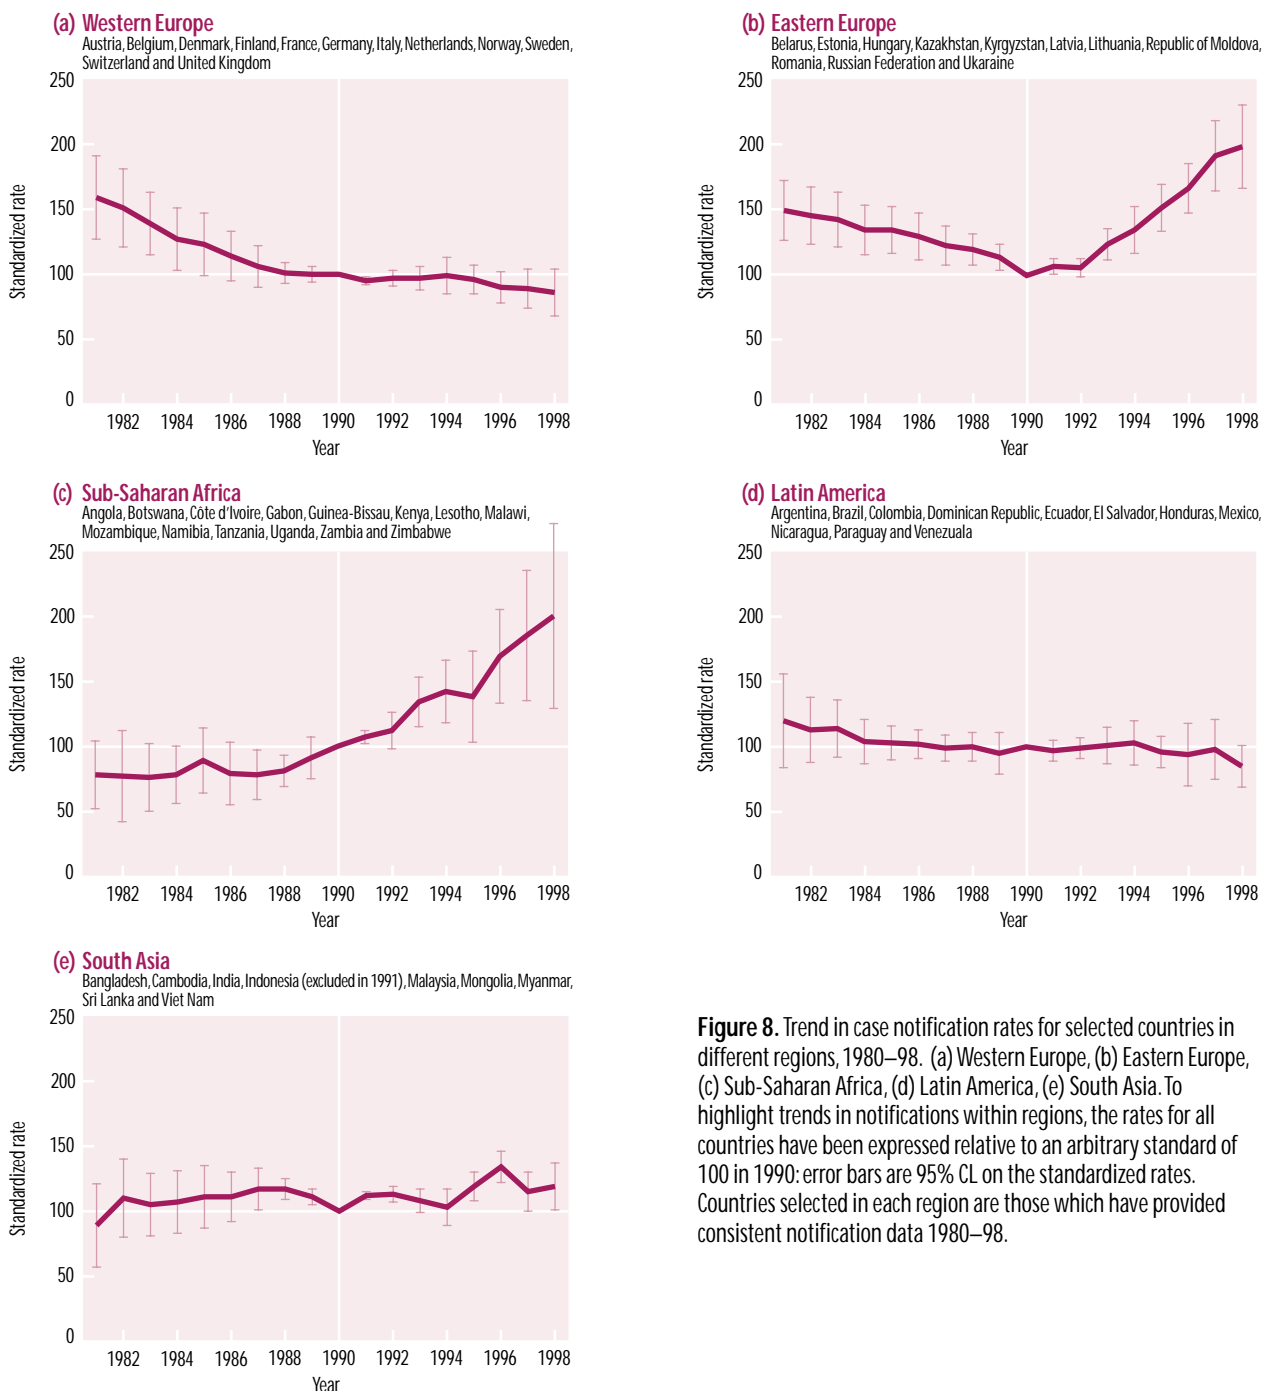 (a) Western Europe
Austria, Belgium, Denmark, Finland, France, Germany, Italy, Netherlands, Norway, Sweden,
Switzerland and United Kingdom
250
200
150
100
50
0
Standardized rate
1982 1984 1986 1988 1990 1992 1994 1996 1998
Year
(b) Eastern Europe
Belarus, Estonia, Hungary, Kazakhstan, Kyrgyzstan, Latvia, Lithuania, Republic of Moldova,
Romania, Russian Federation and Ukaraine
250
200
150
100
50
0
Standardized rate
1982 1984 1986 1988 1990 1992 1994 1996 1998
Year
(c) Sub-Saharan Africa
Angola, Botswana, Côte d'Ivoire, Gabon, Guinea-Bissau, Kenya, Lesotho, Malawi,
Mozambique, Namibia, Tanzania, Uganda, Zambia and Zimbabwe
250
200
150
100
50
0
Standardized rate
1982 1984 1986 1988 1990 1992 1994 1996 1998
Year
(d) Latin America
Argentina, Brazil, Colombia, Dominican Republic, Ecuador, El Salvador, Honduras, Mexico,
Nicaragua, Paraguay and Venezuala
250
200
150
100
50
0
Standardized rate
1982 1984 1986 1988 1990 1992 1994 1996 1998
Year
(e) South Asia
Bangladesh, Cambodia, India, Indonesia (excluded in 1991), Malaysia, Mongolia, Myanmar,
Sri Lanka and Viet Nam
250
200
150
100
50
0
Standardized rate
1982 1984 1986 1988 1990 1992 1994 1996 1998
Year
Figure 8. Trend in case notification rates for selected countries in
different regions, 1980–98. (a) Western Europe, (b) Eastern Europe,
(c) Sub-Saharan Africa, (d) Latin America, (e) South Asia. To
highlight trends in notifications within regions, the rates for all
countries have been expressed relative to an arbitrary standard of
100 in 1990: error bars are 95% CL on the standardized rates.
Countries selected in each region are those which have provided
consistent notification data 1980–98.